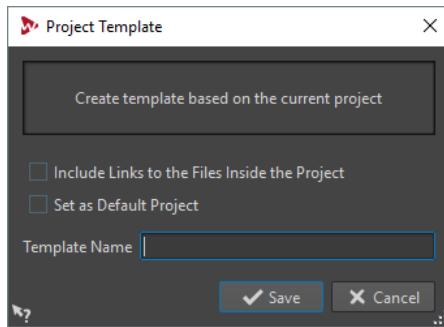 Project Template
Create template based on the current project
Include Links to the Files Inside the Project
Set as Default Project
Template Name
Save
Cancel
?